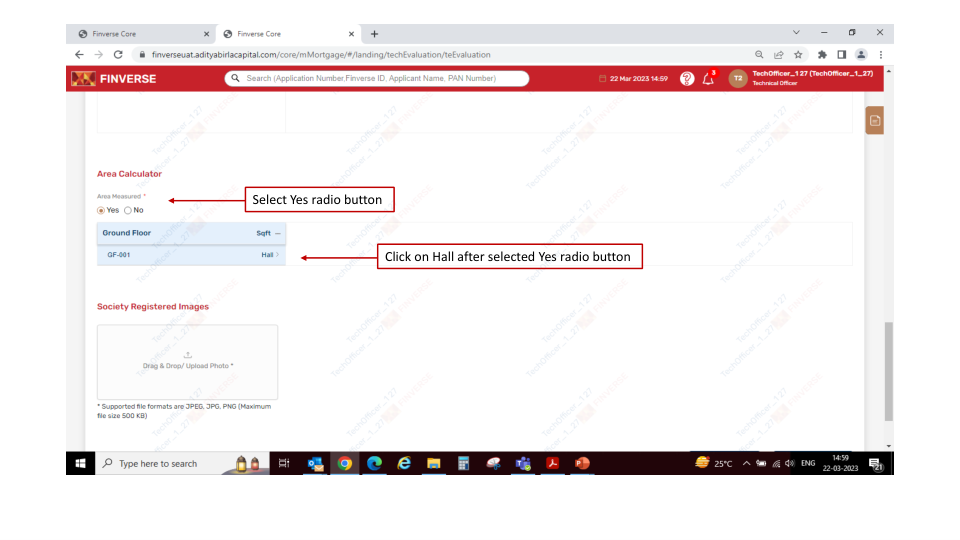 Finverse Core
Finverse Core
finverseuat.adityabirlacapital.com/core/mMortgage/#/landing/techEvaluation/teEvaluation
FINVERSE
Search (Application Number,Finverse ID, Applicant Name, PAN Number)
22 Mar 2023 14:59
3
T2
TechOfficer_127 (TechOfficer_1_27)
Technical Officer
Area Calculator
Area Measured *
Yes No
Select Yes radio button
Ground Floor Sqft
GF-001 Hall
Click on Hall after selected Yes radio button
Society Registered Images
Drag & Drop/ Upload Photo *
* Supported file formats are JPEG, JPG, PNG (Maximum
file size 500 KB)
Type here to search
25°C
ENG
14:59
22-03-2023
21